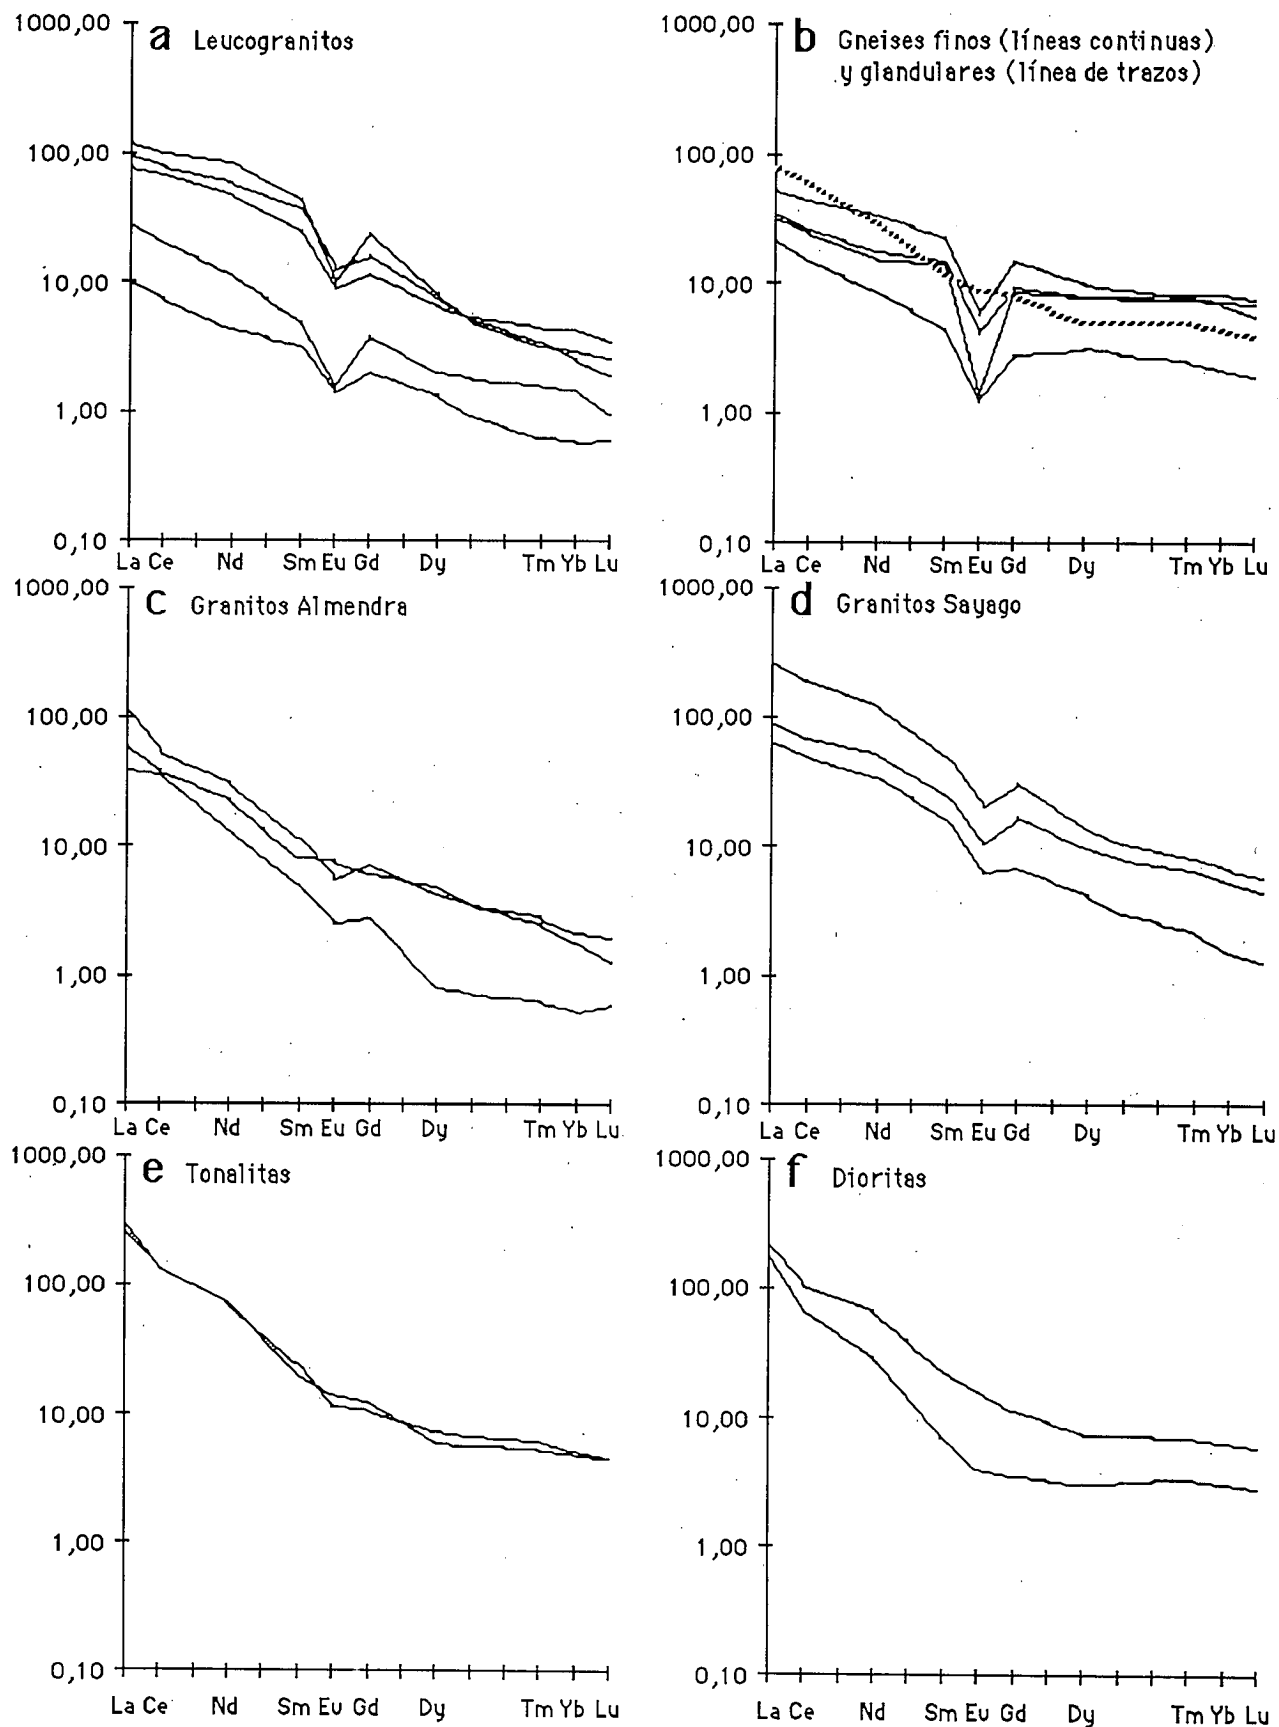 1000,00
a Leucogranitos
100,00
10,00
1,00
0,10
La Ce Nd Sm Eu Gd Dy Tm Yb Lu
1000,00
b Gneises finos (líneas continuas)
y glandulares (línea de trazos)
100,00
10,00
1,00
0,10
La Ce Nd Sm Eu Gd Dy Tm Yb Lu
1000,00
c Granitos Almendra
100,00
10,00
1,00
0,10
La Ce Nd Sm Eu Gd Dy Tm Yb Lu
1000,00
d Granitos Sayago
100,00
10,00
1,00
0,10
La Ce Nd Sm Eu Gd Dy Tm Yb Lu
1000,00
e Tonalitas
100,00
10,00
1,00
0,10
La Ce Nd Sm Eu Gd Dy Tm Yb Lu
1000,00
f Dioritas
100,00
10,00
1,00
0,10
La Ce Nd Sm Eu Gd Dy Tm Yb Lu